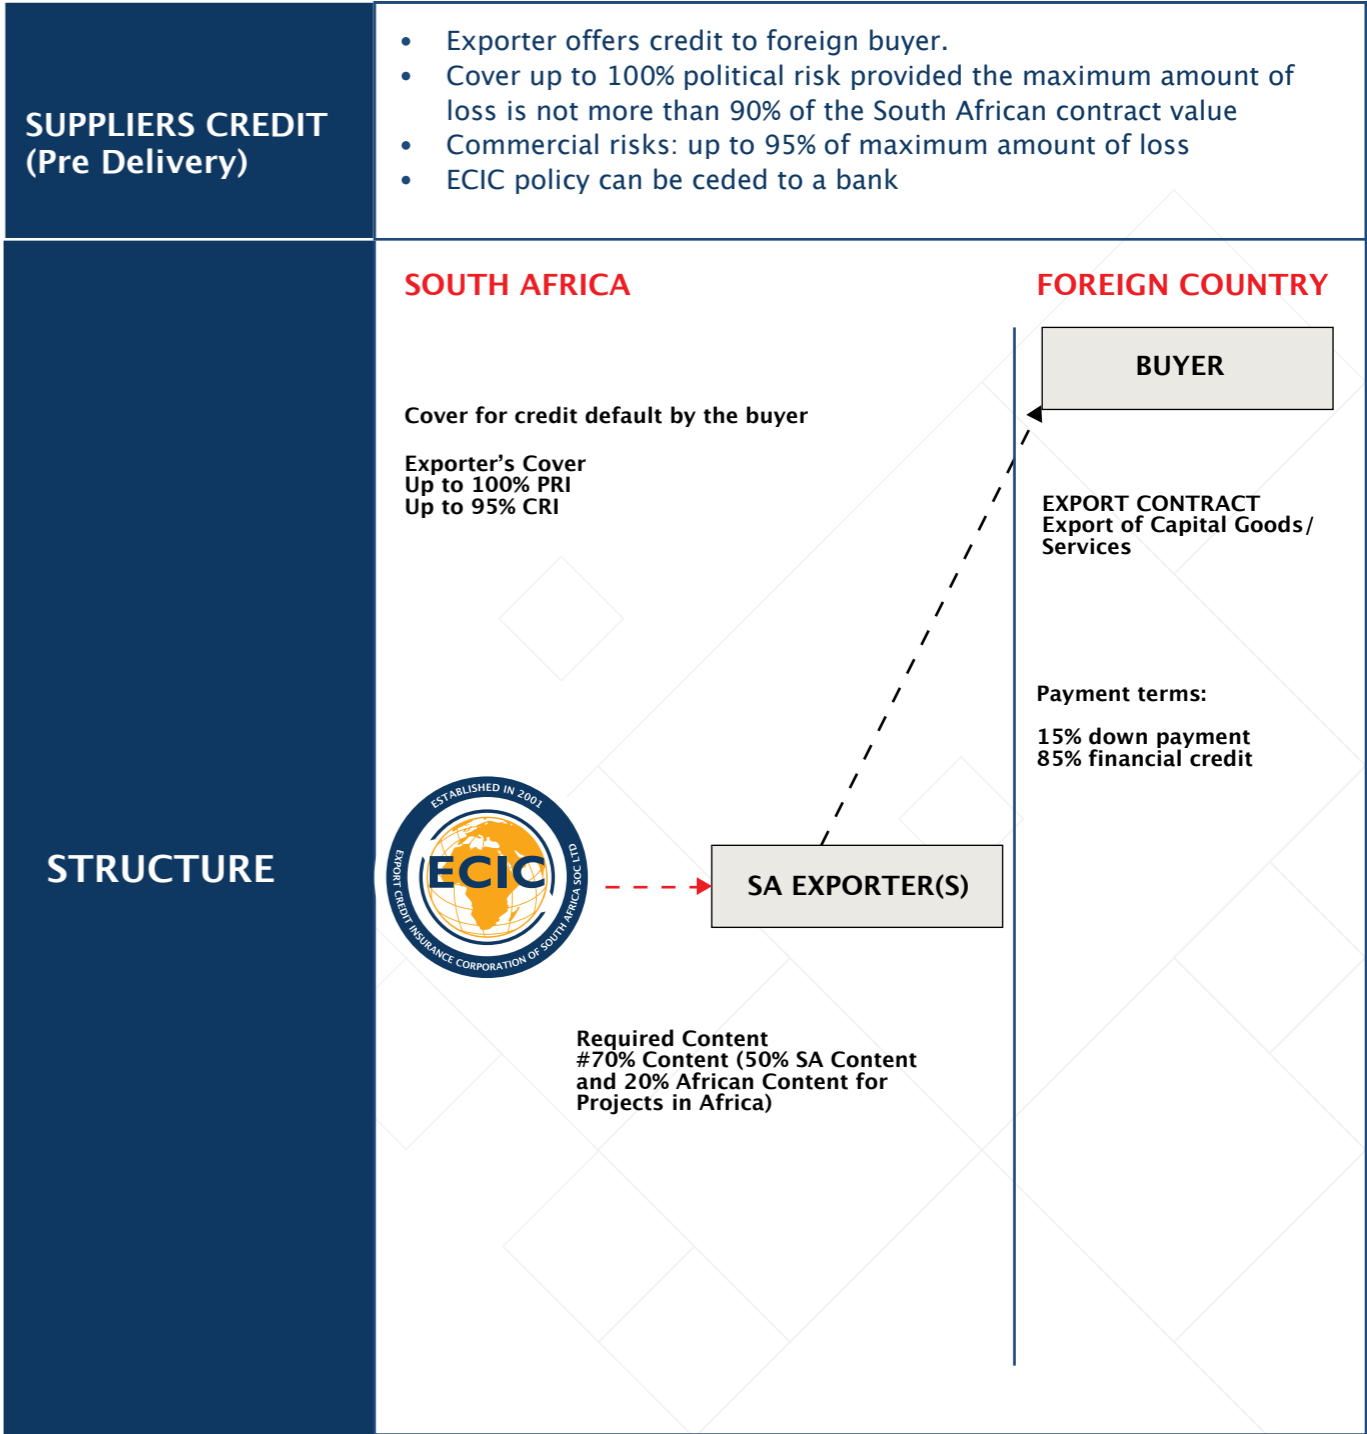 SUPPLIERS CREDIT
(Pre Delivery)
• Exporter offers credit to foreign buyer.
• Cover up to 100% political risk provided the maximum amount of
loss is not more than 90% of the South African contract value
• Commercial risks: up to 95% of maximum amount of loss
• ECIC policy can be ceded to a bank
STRUCTURE
SOUTH AFRICA
FOREIGN COUNTRY
BUYER
Cover for credit default by the buyer
Exporter’s Cover
Up to 100% PRI
Up to 95% CRI
EXPORT CONTRACT
Export of Capital Goods/
Services
Payment terms:
15% down payment
85% financial credit
ESTABLISHED IN 2001
ECIC
EXPORT CREDIT INSURANCE CORPORATION OF SOUTH AFRICA SOC LTD
SA EXPORTER(S)
Required Content
#70% Content (50% SA Content
and 20% African Content for
Projects in Africa)